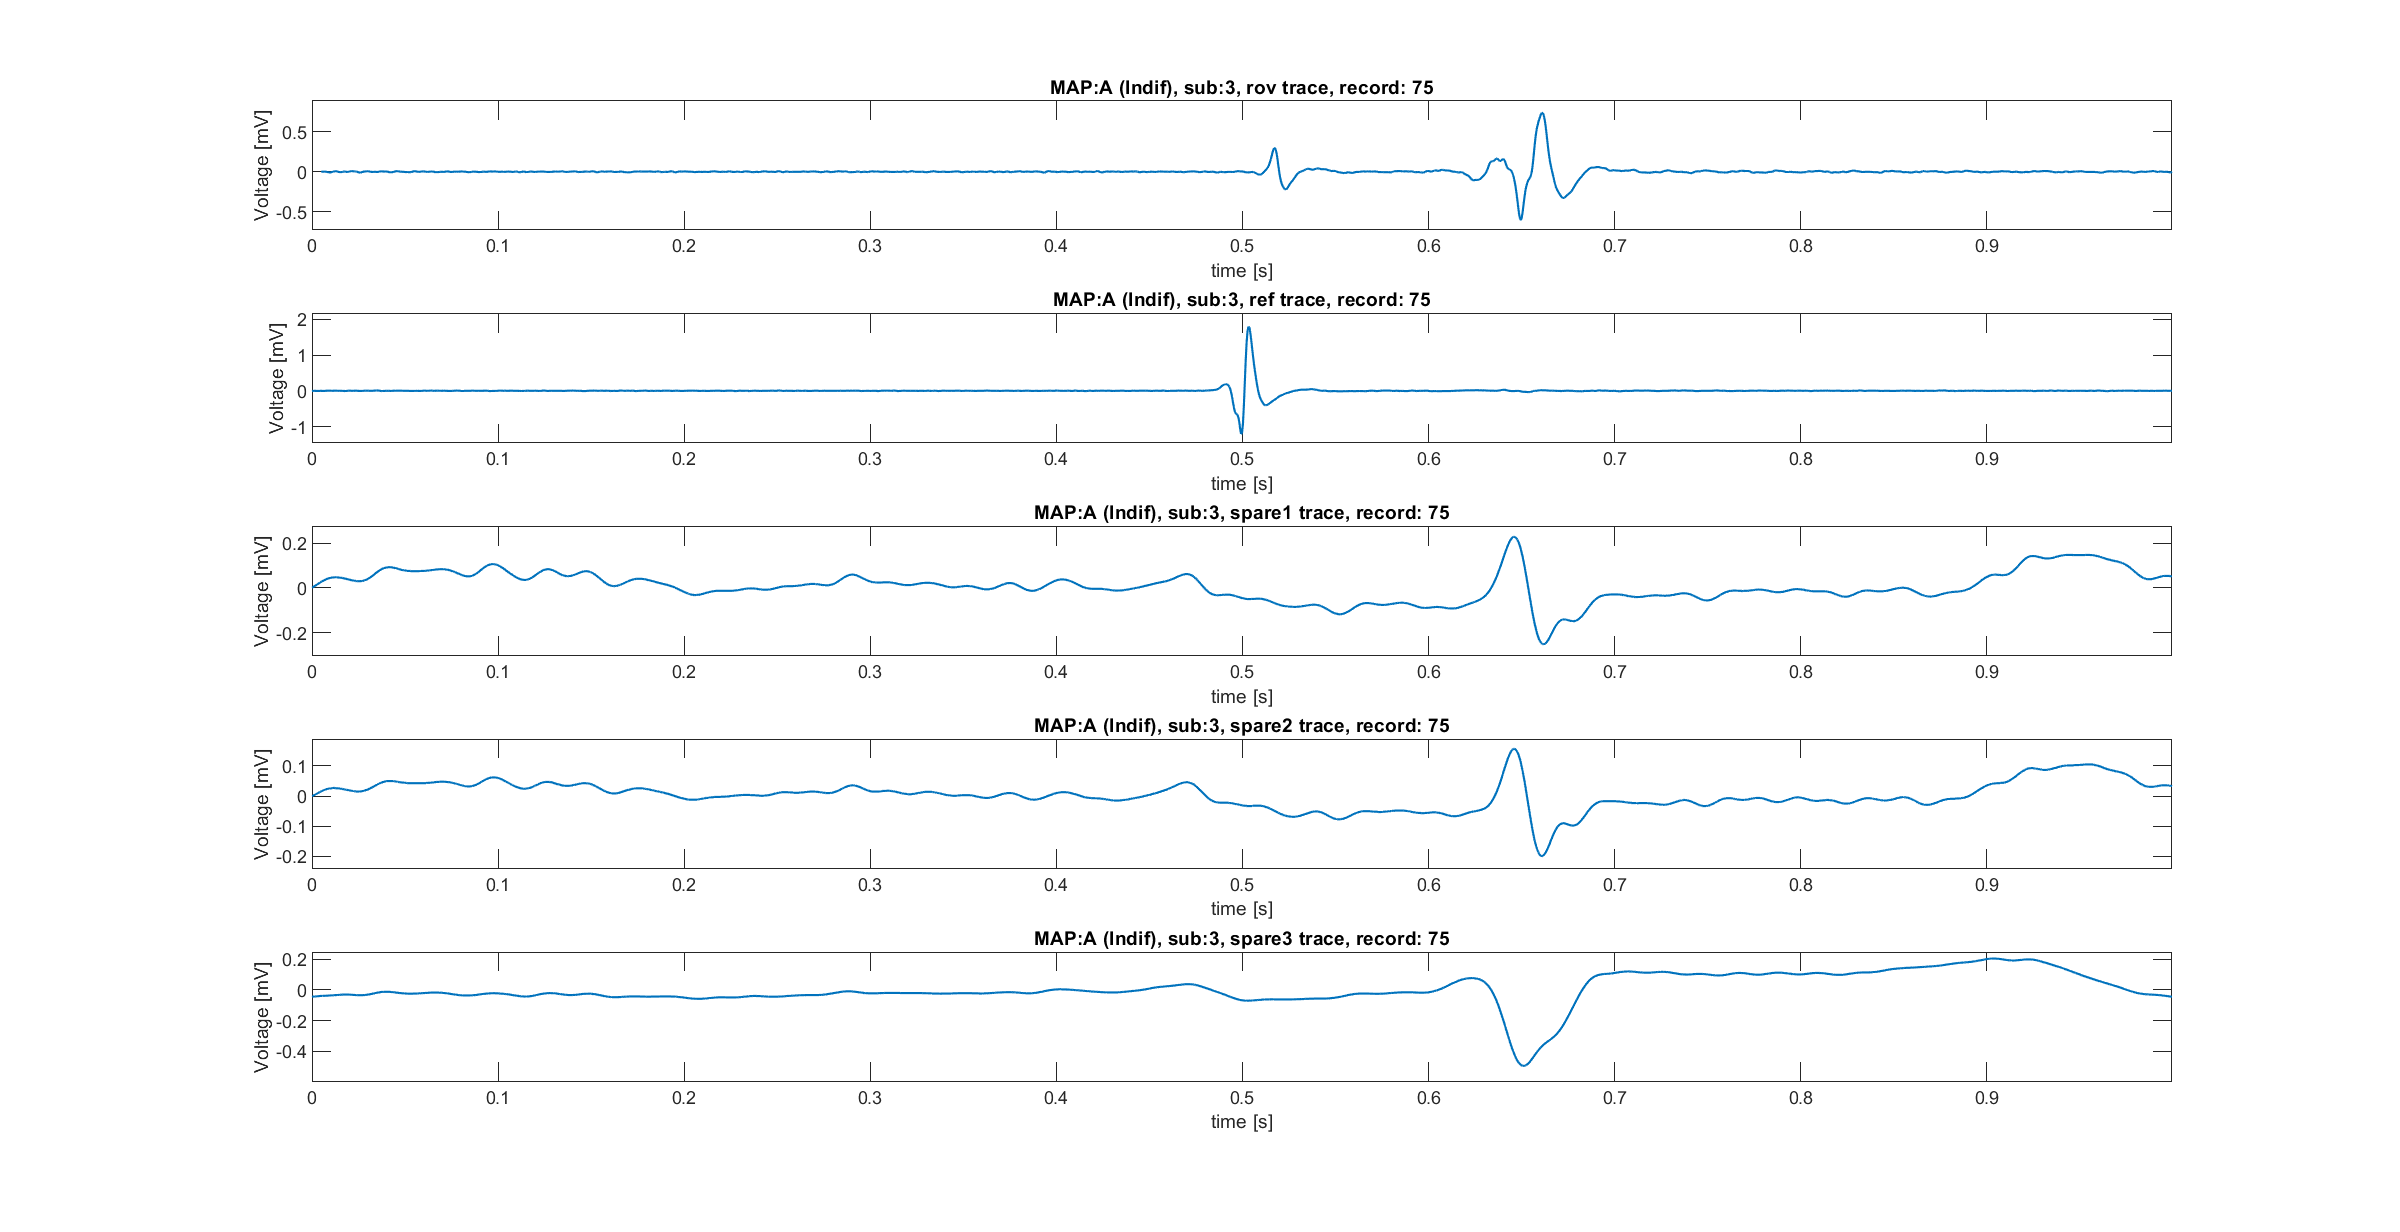 MAP:A (Indif), sub:3, rov trace, record: 75
Voltage [mV]
0.5
0
-0.5
0 0.1 0.2 0.3 0.4 0.5 0.6 0.7 0.8 0.9
time [s]
MAP:A (Indif), sub:3, ref trace, record: 75
Voltage [mV]
2
1
0
-1
0 0.1 0.2 0.3 0.4 0.5 0.6 0.7 0.8 0.9
time [s]
MAP:A (Indif), sub:3, spare1 trace, record: 75
Voltage [mV]
0.2
0
-0.2
0 0.1 0.2 0.3 0.4 0.5 0.6 0.7 0.8 0.9
time [s]
MAP:A (Indif), sub:3, spare2 trace, record: 75
Voltage [mV]
0.1
0
-0.1
-0.2
0 0.1 0.2 0.3 0.4 0.5 0.6 0.7 0.8 0.9
time [s]
MAP:A (Indif), sub:3, spare3 trace, record: 75
Voltage [mV]
0.2
0
-0.2
-0.4
0 0.1 0.2 0.3 0.4 0.5 0.6 0.7 0.8 0.9
time [s]